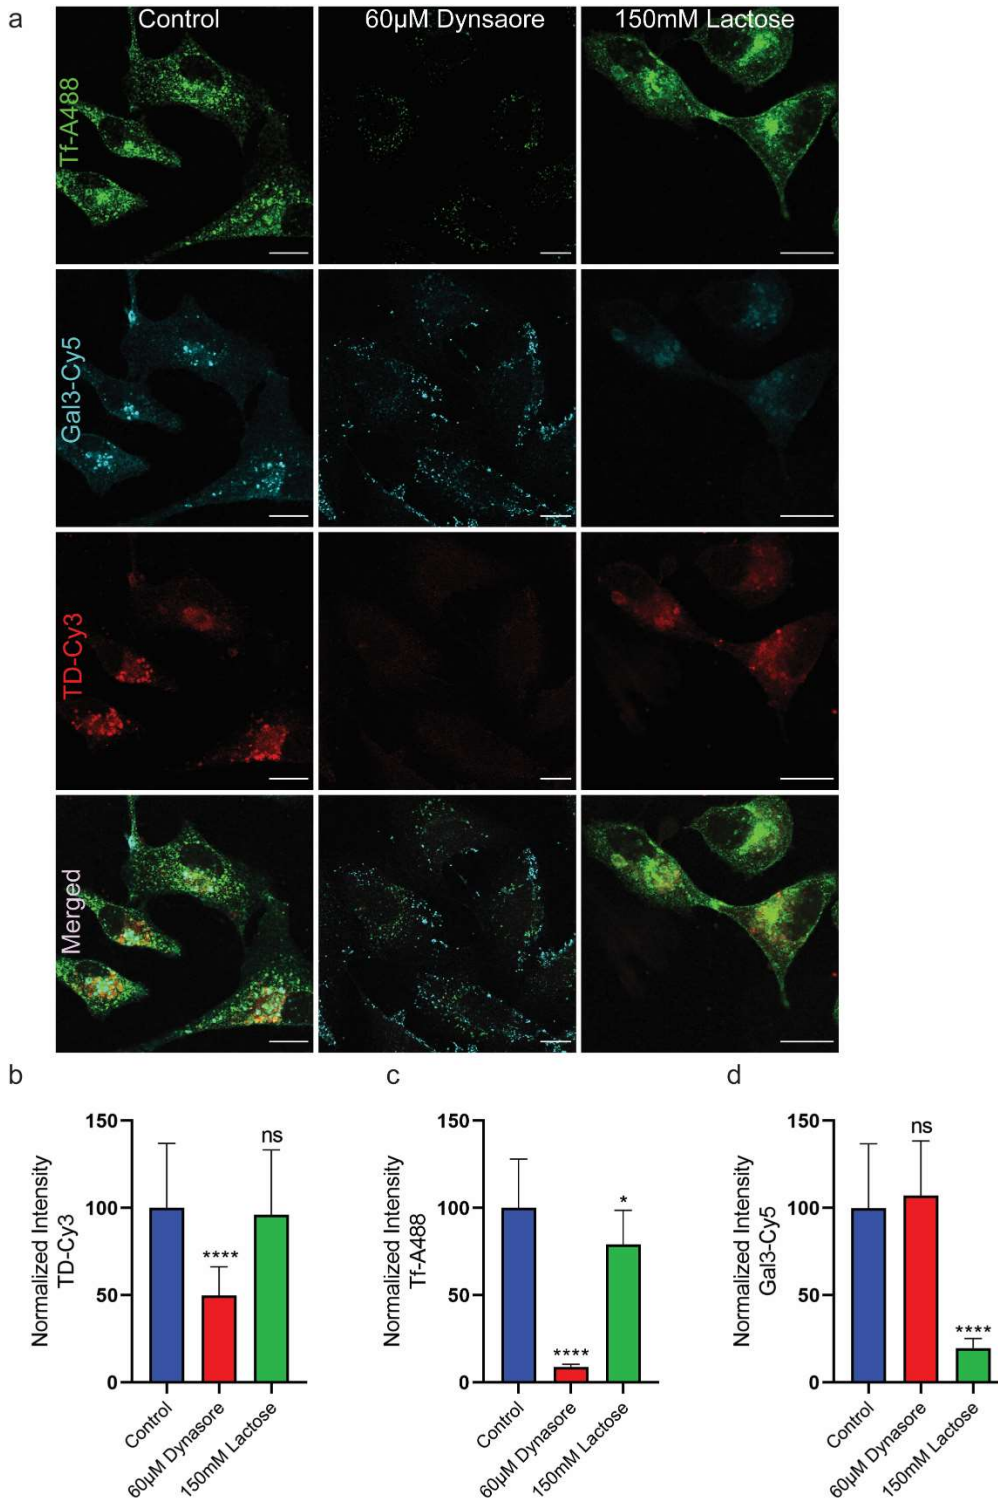 a
Control
60µM Dynsaore
150mM Lactose
Tf-A488
Gal3-Cy5
TD-Cy3
Merged
b
c
d
Normalized Intensity
TD-Cy3
150
100
50
0
****
ns
Control
60µM Dynasore
150mM Lactose
Normalized Intensity
Tf-A488
150
100
50
0
****
*
Control
60µM Dynasore
150mM Lactose
Normalized Intensity
Gal3-Cy5
150
100
50
0
ns
****
Control
60µM Dynasore
150mM Lactose